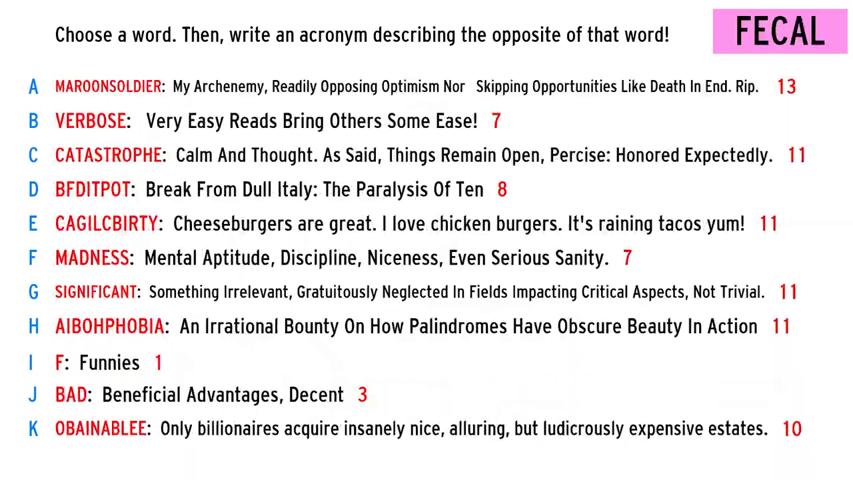 Choose a word. Then, write an acronym describing the opposite of that word!
FECAL
A MAROONSOLDIER: My Archenemy, Readily Opposing Optimism Nor Skipping Opportunities Like Death In End. Rip. 13
B VERBOSE: Very Easy Reads Bring Others Some Ease! 7
C CATASTROPHE: Calm And Thought. As Said, Things Remain Open, Percise: Honored Expectedly. 11
D BFDITPOT: Break From Dull Italy: The Paralysis Of Ten 8
E CAGILCBIRTY: Cheeseburgers are great. I love chicken burgers. It's raining tacos yum! 11
F MADNESS: Mental Aptitude, Discipline, Niceness, Even Serious Sanity. 7
G SIGNIFICANT: Something Irrelevant, Gratuitously Neglected In Fields Impacting Critical Aspects, Not Trivial. 11
H AIBOHPHOBIA: An Irrational Bounty On How Palindromes Have Obscure Beauty In Action 11
I F: Funnies 1
J BAD: Beneficial Advantages, Decent 3
K OBAINABLEE: Only billionaires acquire insanely nice, alluring, but ludicrously expensive estates. 10